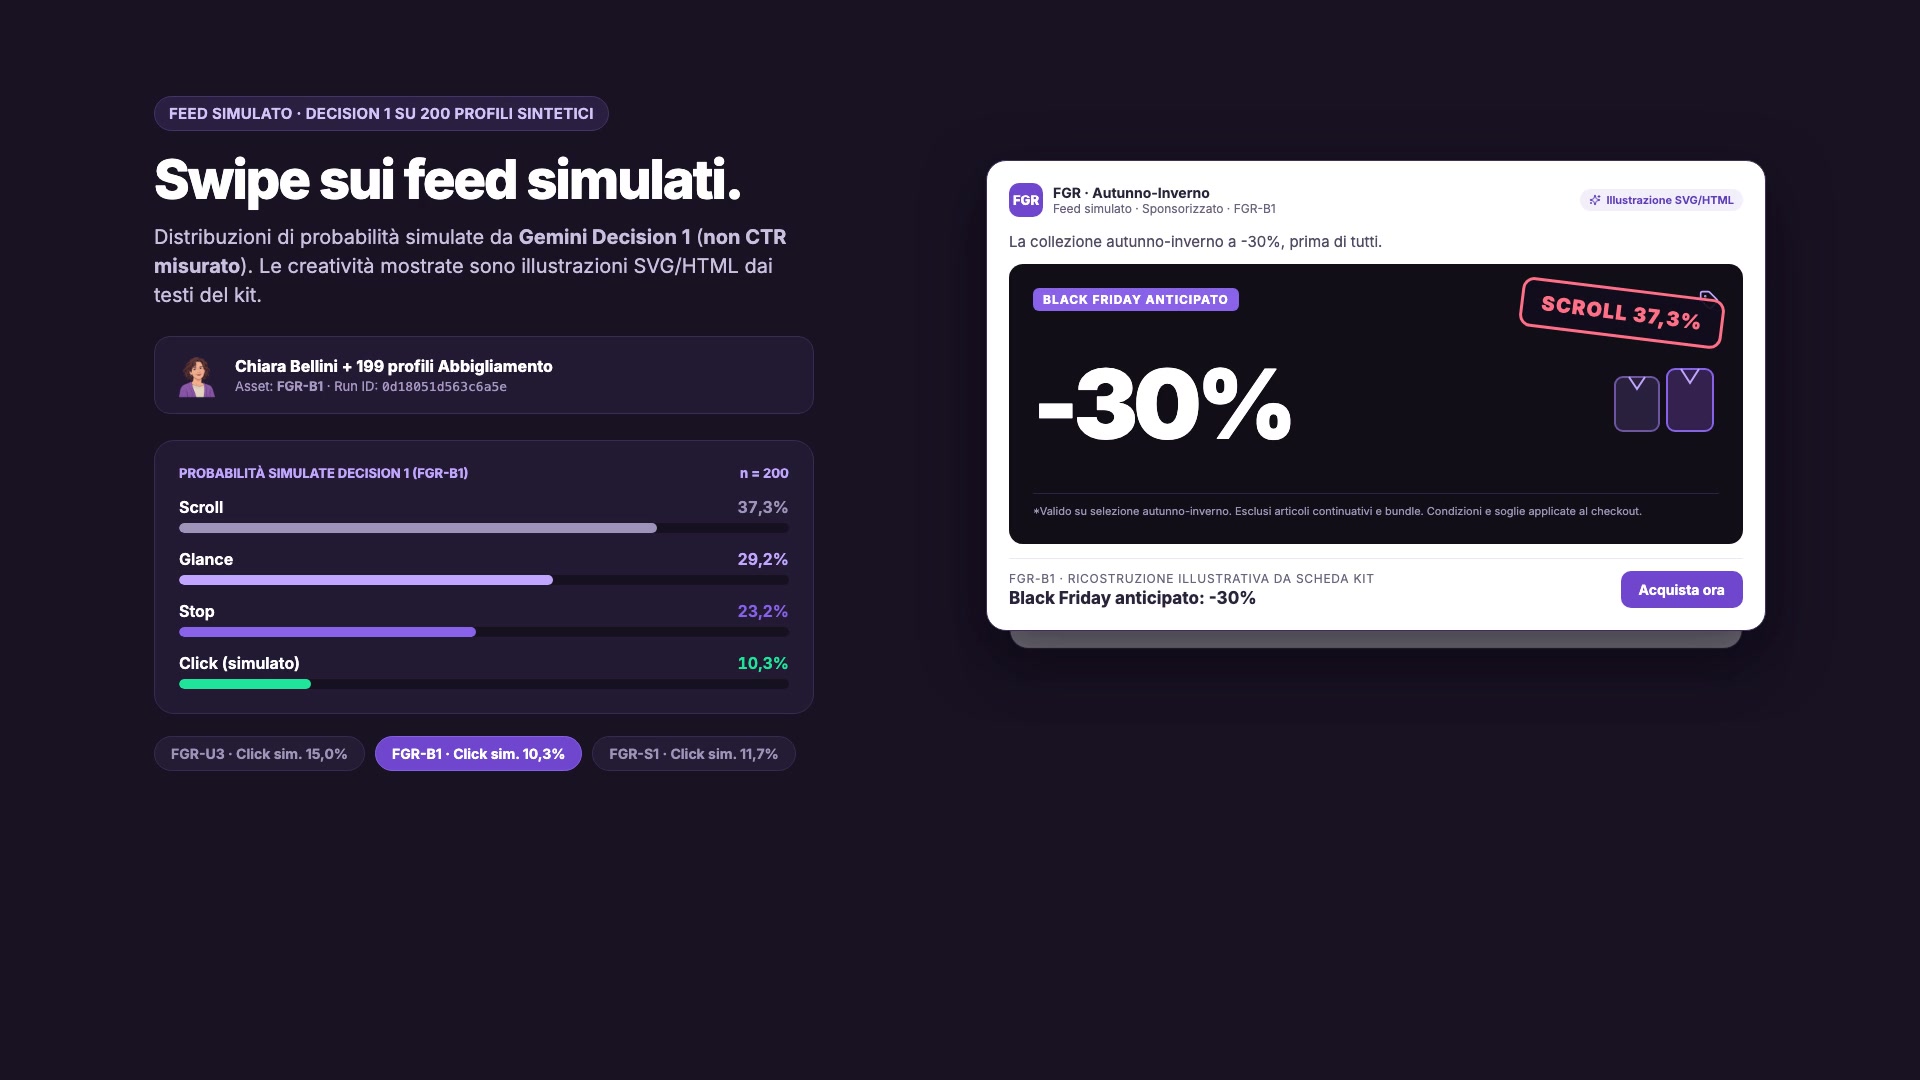 FEED SIMULATO · DECISION 1 SU 200 PROFILI SINTETICI
Swipe sui feed simulati.
Distribuzioni di probabilità simulate da Gemini Decision 1 (non CTR
misurato). Le creatività mostrate sono illustrazioni SVG/HTML dai
testi del kit.
Chiara Bellini + 199 profili Abbigliamento
Asset: FGR-B1 · Run ID: 0d18051d563c6a5e
PROBABILITÀ SIMULATE DECISION 1 (FGR-B1) n = 200
Scroll 37,3%
Glance 29,2%
Stop 23,2%
Click (simulato) 10,3%
FGR-U3 · Click sim. 15,0% FGR-B1 · Click sim. 10,3% FGR-S1 · Click sim. 11,7%
FGR FGR · Autunno-Inverno
Feed simulato · Sponsorizzato · FGR-B1
Illustrazione SVG/HTML
La collezione autunno-inverno a -30%, prima di tutti.
BLACK FRIDAY ANTICIPATO
SCROLL 37,3%
-30%
*Valido su selezione autunno-inverno. Esclusi articoli continuativi e bundle. Condizioni e soglie applicate al checkout.
FGR-B1 · RICOSTRUZIONE ILLUSTRATIVA DA SCHEDA KIT
Black Friday anticipato: -30%
Acquista ora